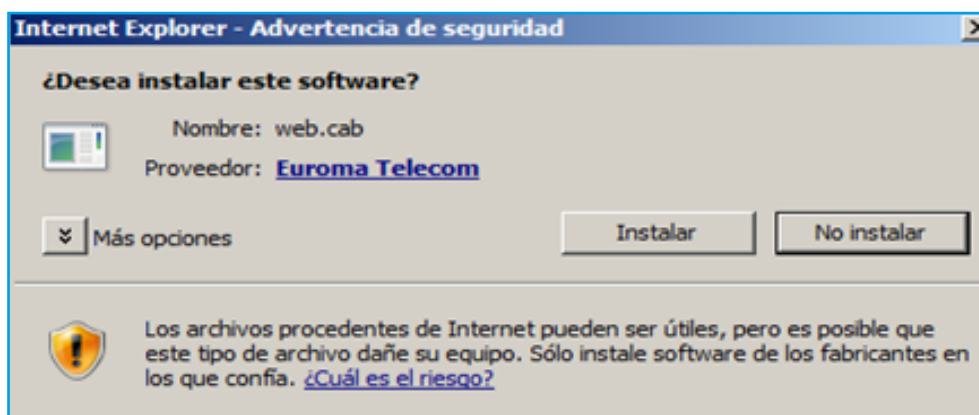 Internet Explorer - Advertencia de seguridad
¿Desea instalar este software?
Nombre: web.cab
Proveedor: Euroma Telecom
Más opciones
Instalar
No instalar
Los archivos procedentes de Internet pueden ser útiles, pero es posible que
este tipo de archivo dañe su equipo. Sólo instale software de los fabricantes en
los que confía. ¿Cuál es el riesgo?